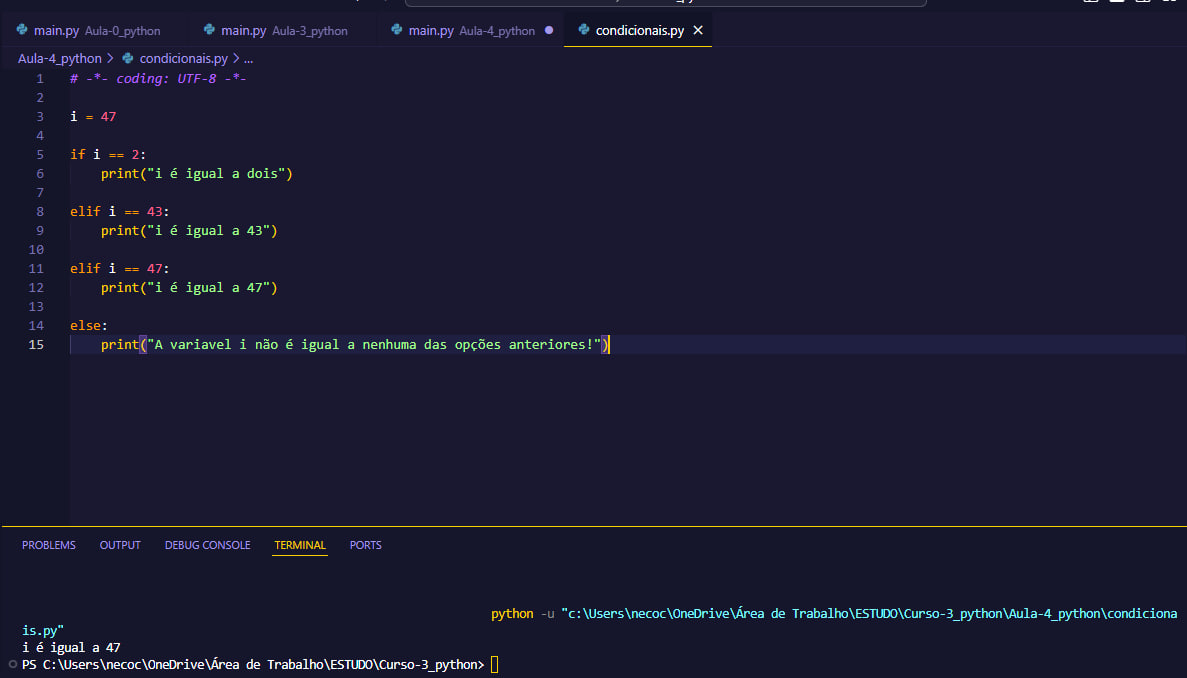 main.py Aula-0_python main.py Aula-3_python main.py Aula-4_python condicionais.py
Aula-4_python > condicionais.py > ...
1 # -*- coding: UTF-8 -*-
2
3 i = 47
4
5 if i == 2:
6 print("i é igual a dois")
7
8 elif i == 43:
9 print("i é igual a 43")
10
11 elif i == 47:
12 print("i é igual a 47")
13
14 else:
15 print("A variavel i não é igual a nenhuma das opções anteriores!")
PROBLEMS OUTPUT DEBUG CONSOLE TERMINAL PORTS
python -u "c:\Users\necoc\OneDrive\Área de Trabalho\ESTUDO\Curso-3_python\Aula-4_python\condiciona
is.py"
i é igual a 47
PS C:\Users\necoc\OneDrive\Área de Trabalho\ESTUDO\Curso-3_python>